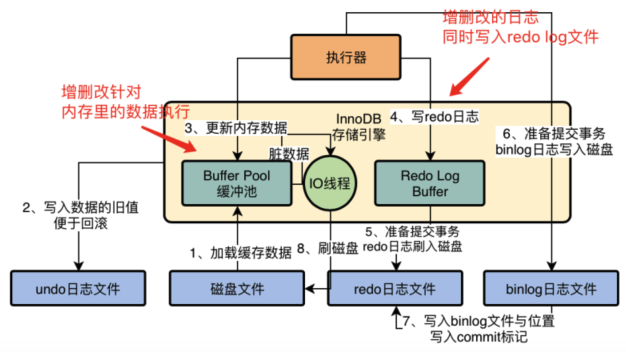 增删改的日志
同时写入redo log文件
执行器
增删改针对
内存里的数据执行
InnoDB
存储引擎
4、写redo日志
3、更新内存数据
脏数据
6、准备提交事务
binlog日志写入磁盘
Buffer Pool
缓冲池
IO线程
Redo Log
Buffer
2、写入数据的旧值
便于回滚
5、准备提交事务
redo日志刷入磁盘
1、加载缓存数据
8、刷磁盘
undo日志文件
磁盘文件
redo日志文件
binlog日志文件
7、写入binlog文件与位置
写入commit标记